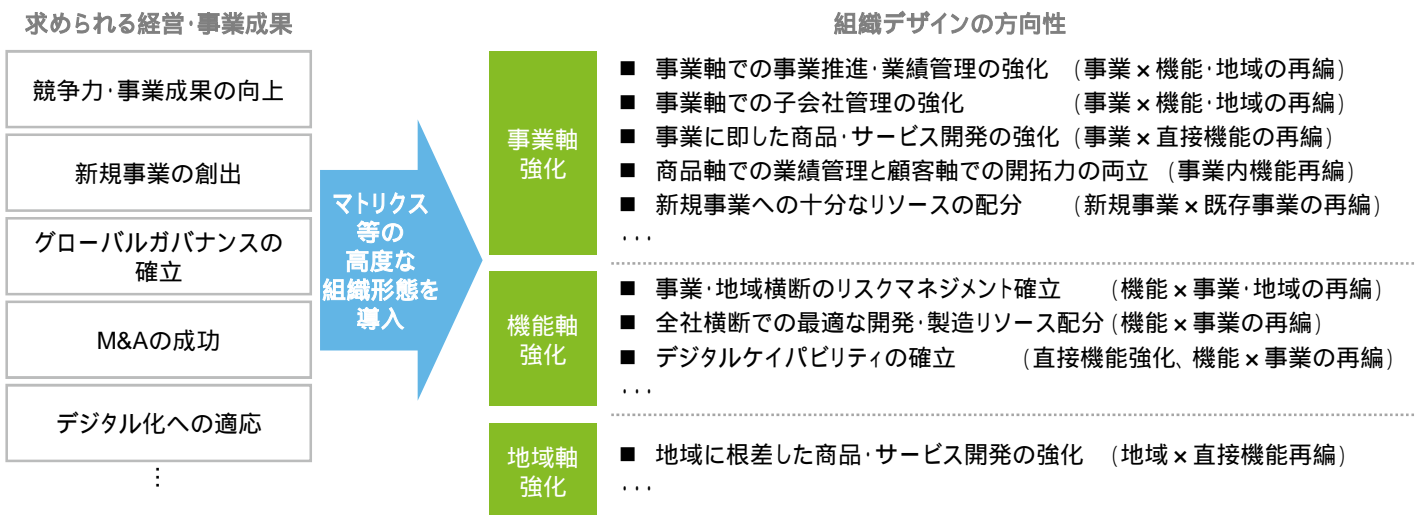 求められる経営・事業成果
競争力・事業成果の向上
新規事業の創出
グローバルガバナンスの
確立
M&Aの成功
デジタル化への適応
⋮
マトリクス
等の
高度な
組織形態を
導入
組織デザインの方向性
事業軸
強化
■ 事業軸での事業推進・業績管理の強化 (事業×機能・地域の再編)
■ 事業軸での子会社管理の強化 (事業×機能・地域の再編)
■ 事業に即した商品・サービス開発の強化 (事業×直接機能の再編)
■ 商品軸での業績管理と顧客軸での開拓力の両立 (事業内機能再編)
■ 新規事業への十分なリソースの配分 (新規事業×既存事業の再編)
・・・
機能軸
強化
■ 事業・地域横断のリスクマネジメント確立 (機能×事業・地域の再編)
■ 全社横断での最適な開発・製造リソース配分 (機能×事業の再編)
■ デジタルケイパビリティの確立 (直接機能強化、機能×事業の再編)
・・・
地域軸
強化
■ 地域に根差した商品・サービス開発の強化 (地域×直接機能再編)
・・・